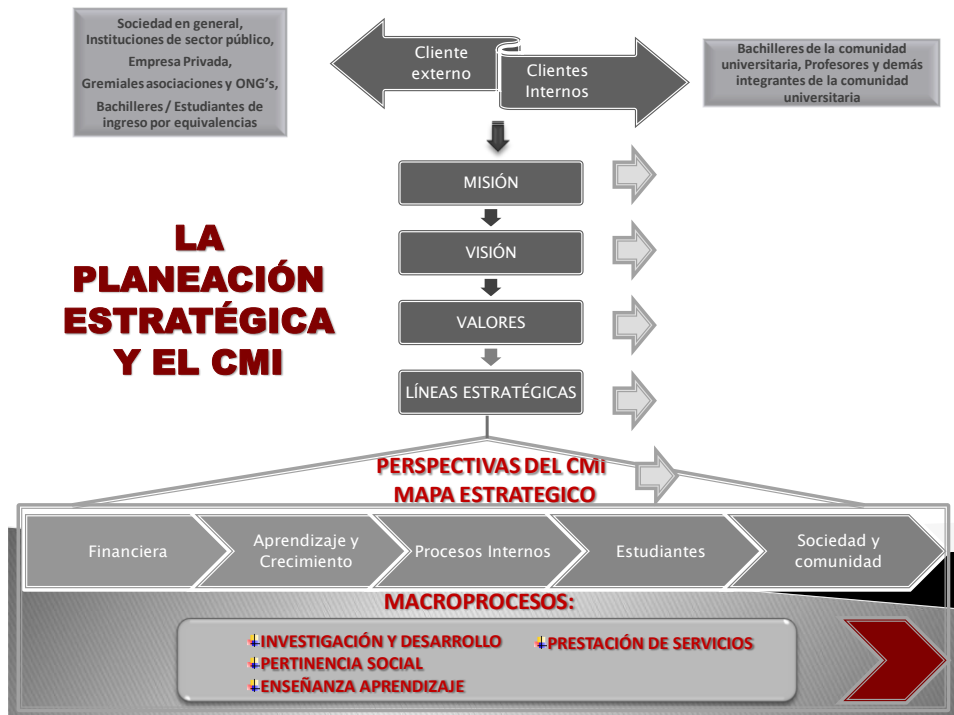 Sociedad en general,
Instituciones de sector público,
Empresa Privada,
Gremiales asociaciones y ONG's,
Bachilleres / Estudiantes de
ingreso por equivalencias
Cliente
externo
Clientes
Internos
Bachilleres de la comunidad
universitaria, Profesores y demás
integrantes de la comunidad
universitaria
MISIÓN
VISIÓN
VALORES
LÍNEAS ESTRATÉGICAS
LA
PLANEACIÓN
ESTRATÉGICA
Y EL CMI
PERSPECTIVAS DEL CMi
MAPA ESTRATEGICO
Financiera
Aprendizaje y
Crecimiento
Procesos Internos
Estudiantes
Sociedad y
comunidad
MACROPROCESOS:
INVESTIGACIÓN Y DESARROLLO
PERTINENCIA SOCIAL
ENSEÑANZA APRENDIZAJE
PRESTACIÓN DE SERVICIOS